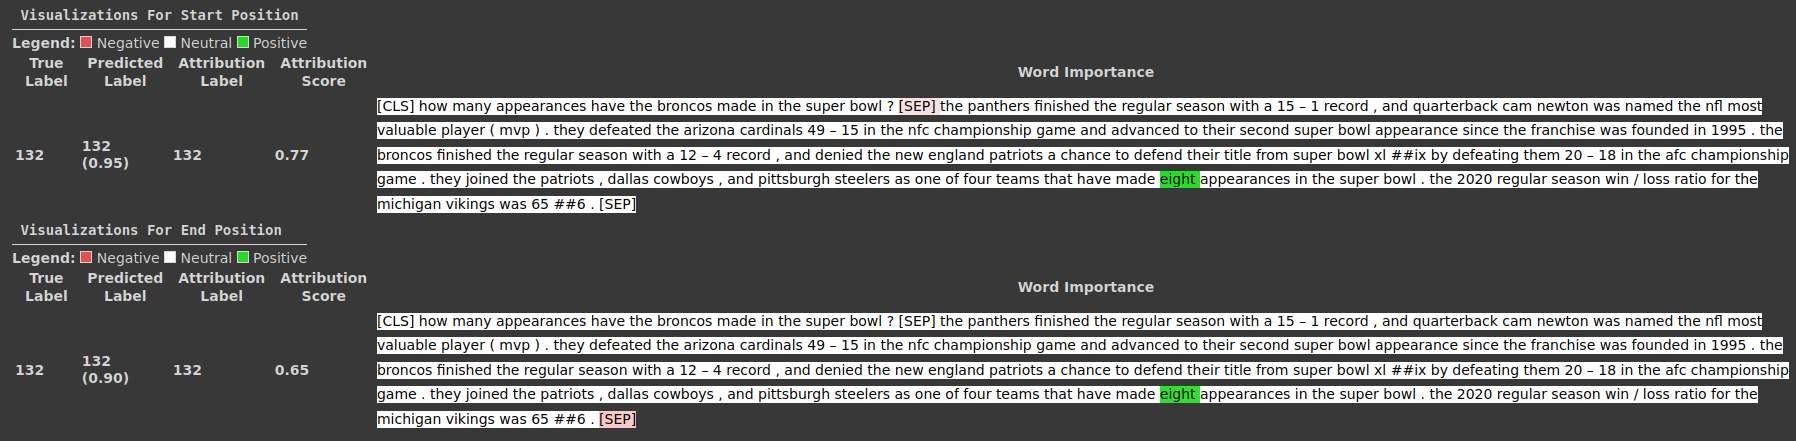 Visualizations For Start Position
Legend: Negative Neutral Positive
True Label Predicted Label Attribution Label Attribution Score Word Importance
132 132 (0.95) 132 0.77
[CLS] how many appearances have the broncos made in the super bowl ? [SEP] the panthers finished the regular season with a 15 – 1 record , and quarterback cam newton was named the nfl most
valuable player ( mvp ) . they defeated the arizona cardinals 49 – 15 in the nfc championship game and advanced to their second super bowl appearance since the franchise was founded in 1995 . the
broncos finished the regular season with a 12 – 4 record , and denied the new england patriots a chance to defend their title from super bowl xl ##ix by defeating them 20 – 18 in the afc championship
game . they joined the patriots , dallas cowboys , and pittsburgh steelers as one of four teams that have made eight appearances in the super bowl . the 2020 regular season win / loss ratio for the
michigan vikings was 65 ##6 . [SEP]
Visualizations For End Position
Legend: Negative Neutral Positive
True Label Predicted Label Attribution Label Attribution Score Word Importance
132 132 (0.90) 132 0.65
[CLS] how many appearances have the broncos made in the super bowl ? [SEP] the panthers finished the regular season with a 15 – 1 record , and quarterback cam newton was named the nfl most
valuable player ( mvp ) . they defeated the arizona cardinals 49 – 15 in the nfc championship game and advanced to their second super bowl appearance since the franchise was founded in 1995 . the
broncos finished the regular season with a 12 – 4 record , and denied the new england patriots a chance to defend their title from super bowl xl ##ix by defeating them 20 – 18 in the afc championship
game . they joined the patriots , dallas cowboys , and pittsburgh steelers as one of four teams that have made eight appearances in the super bowl . the 2020 regular season win / loss ratio for the
michigan vikings was 65 ##6 . [SEP]